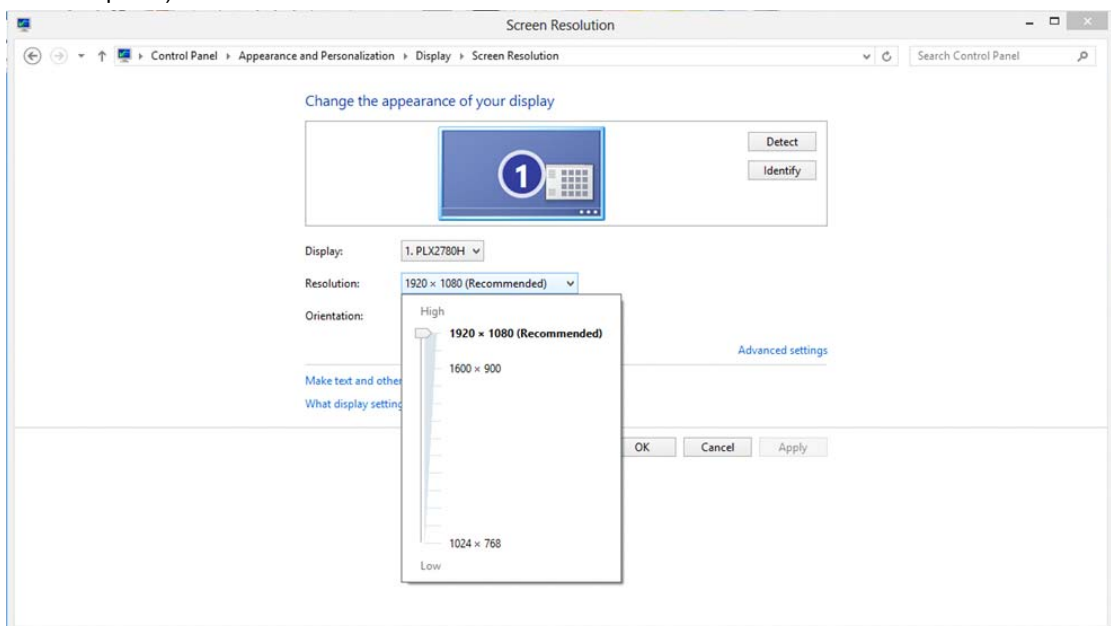 Screen Resolution
Control Panel ▸ Appearance and Personalization ▸ Display ▸ Screen Resolution
Search Control Panel
Change the appearance of your display
1
Detect
Identify
Display: 1. PLX2780H
Resolution: 1920 × 1080 (Recommended)
Orientation:
High
1920 × 1080 (Recommended)
1600 × 900
1024 × 768
Low
Advanced settings
Make text and other
What display setting
OK Cancel Apply